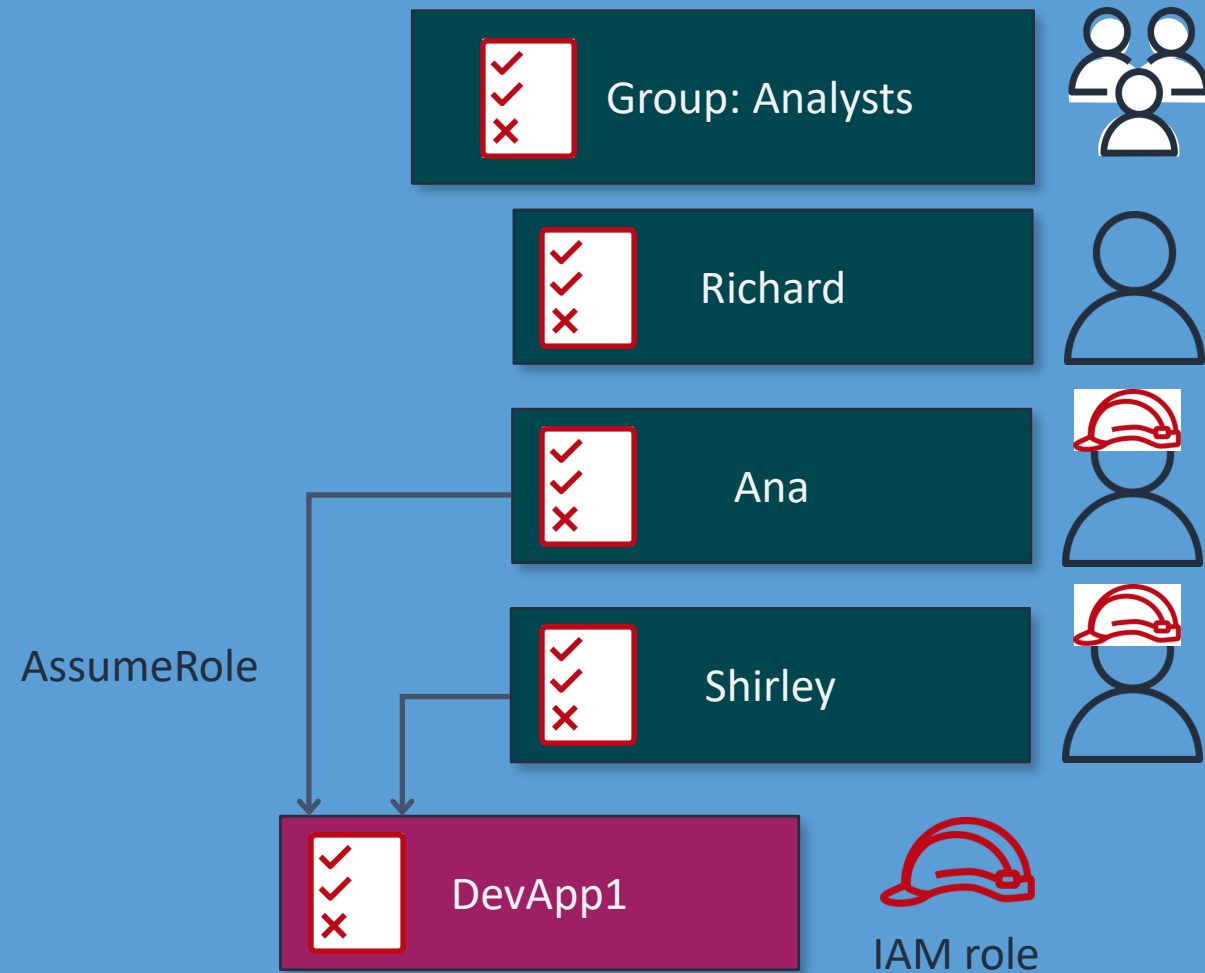 Group: Analysts
Richard
Ana
Shirley
AssumeRole
DevApp1
IAM role